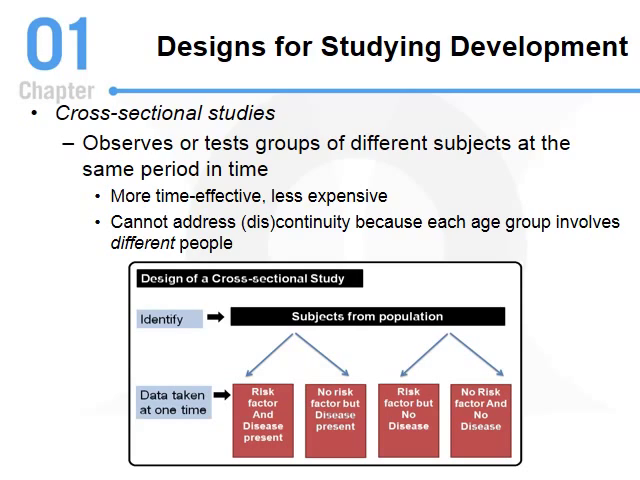 01
Chapter
Designs for Studying Development
• Cross-sectional studies
– Observes or tests groups of different subjects at the
same period in time
• More time-effective, less expensive
• Cannot address (dis)continuity because each age group involves
different people
Design of a Cross-sectional Study
Identify
Subjects from population
Data taken
at one time
Risk
factor
And
Disease
present
No risk
factor but
Disease
present
Risk
factor but
No
Disease
No Risk
factor And
No
Disease